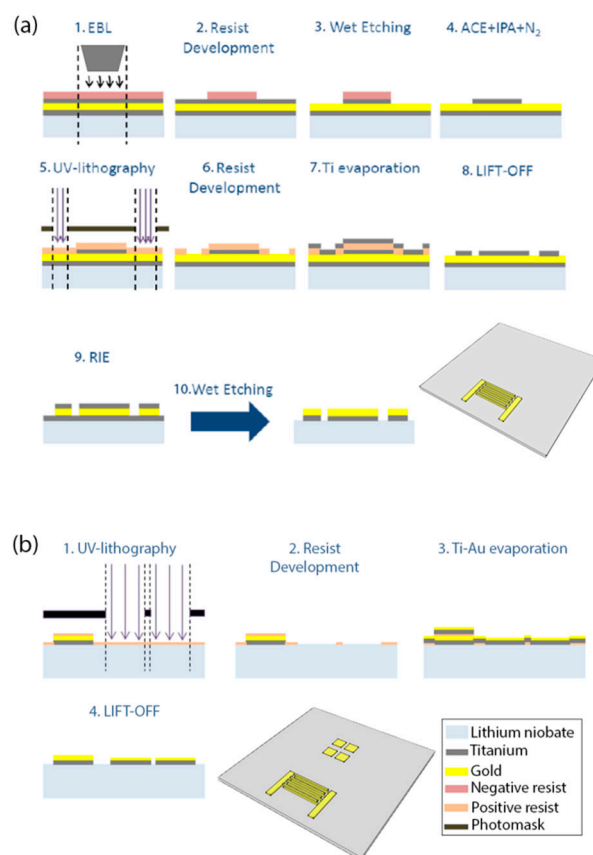 (a)
1. EBL
2. Resist
Development
3. Wet Etching
4. ACE+IPA+N₂
5. UV-lithography
6. Resist
Development
7. Ti evaporation
8. LIFT-OFF
9. RIE
10. Wet Etching
(b)
1. UV-lithography
2. Resist
Development
3. Ti-Au evaporation
4. LIFT-OFF
Lithium niobate
Titanium
Gold
Negative resist
Positive resist
Photomask